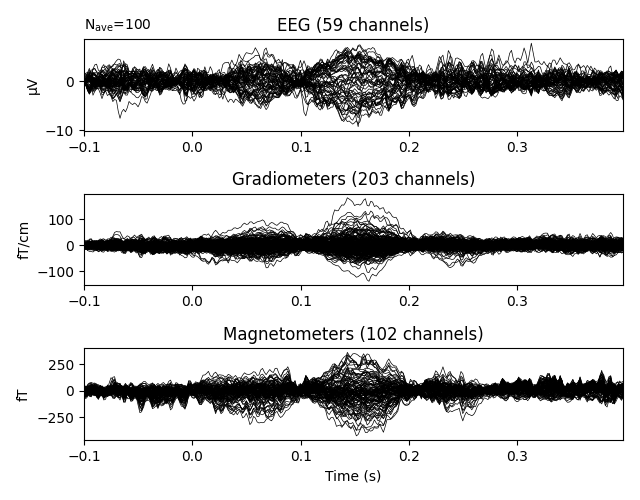 N_ave=100
EEG (59 channels)
µV
0
−10
−0.1 0.0 0.1 0.2 0.3
Gradiometers (203 channels)
fT/cm
100
0
−100
−0.1 0.0 0.1 0.2 0.3
Magnetometers (102 channels)
fT
250
0
−250
−0.1 0.0 0.1 0.2 0.3
Time (s)